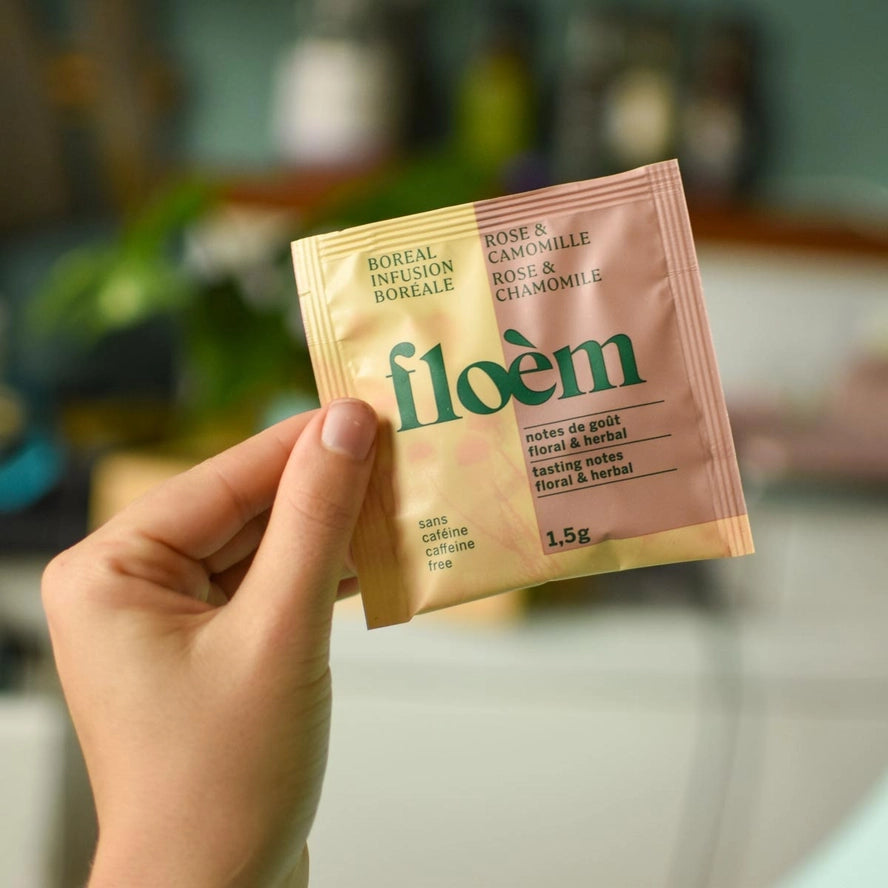 BOREAL
INFUSION
BORÉALE
ROSE &
CAMOMILLE
ROSE &
CHAMOMILE
floèm
notes de goût
floral & herbal
tasting notes
floral & herbal
sans
caféine
caffeine
free
1,5g